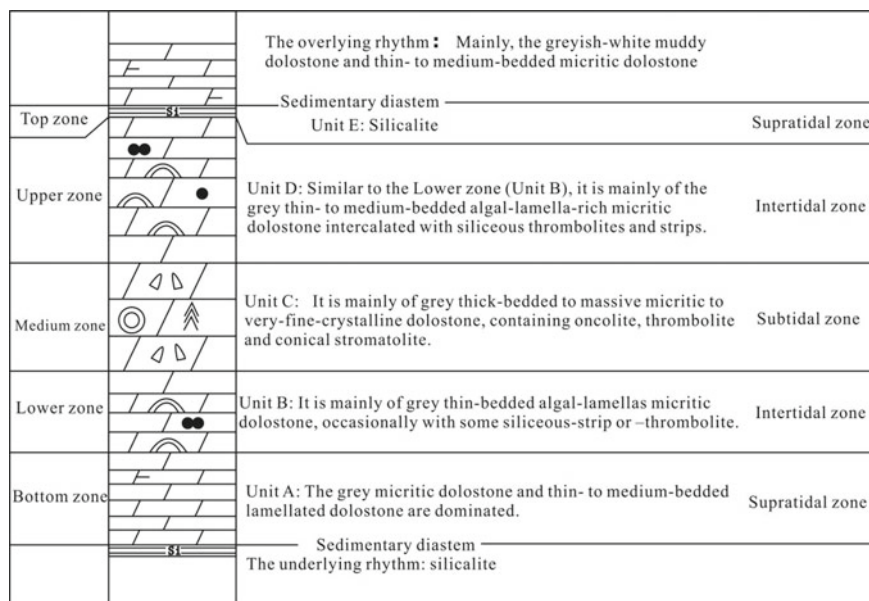 The overlying rhythm: Mainly, the greyish-white muddy
dolostone and thin- to medium-bedded micritic dolostone
Sedimentary diastem
Top zone
Si
Unit E: Silicalite
Supratidal zone
Upper zone
Unit D: Similar to the Lower zone (Unit B), it is mainly of the
grey thin- to medium-bedded algal-lamella-rich micritic
dolostone intercalated with siliceous thrombolites and strips.
Intertidal zone
Medium zone
Unit C: It is mainly of grey thick-bedded to massive micritic to
very-fine-crystalline dolostone, containing oncolite, thrombolite
and conical stromatolite.
Subtidal zone
Lower zone
Unit B: It is mainly of grey thin-bedded algal-lamellas micritic
dolostone, occasionally with some siliceous-strip or –thrombolite.
Intertidal zone
Bottom zone
Unit A: The grey micritic dolostone and thin- to medium-bedded
lamellated dolostone are dominated.
Supratidal zone
Sedimentary diastem
Si
The underlying rhythm: silicalite